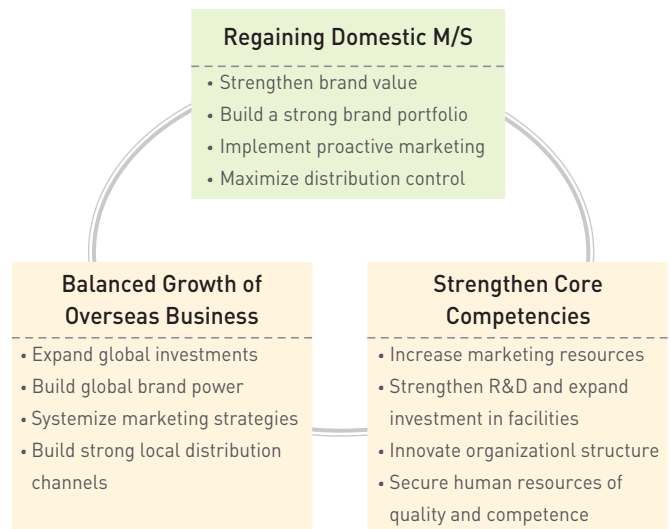 Regaining Domestic M/S
• Strengthen brand value
• Build a strong brand portfolio
• Implement proactive marketing
• Maximize distribution control
Balanced Growth of
Overseas Business
• Expand global investments
• Build global brand power
• Systemize marketing strategies
• Build strong local distribution
channels
Strengthen Core
Competencies
• Increase marketing resources
• Strengthen R&D and expand
investment in facilities
• Innovate organizationl structure
• Secure human resources of
quality and competence